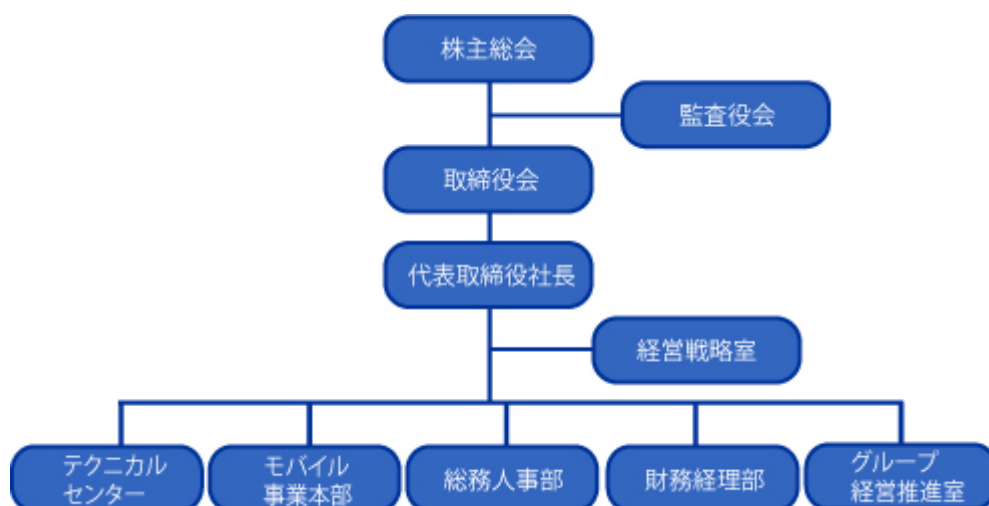 株主総会
監査役会
取締役会
代表取締役社長
経営戦略室
テクニカル
センター
モバイル
事業本部
総務人事部
財務経理部
グループ
経営推進室